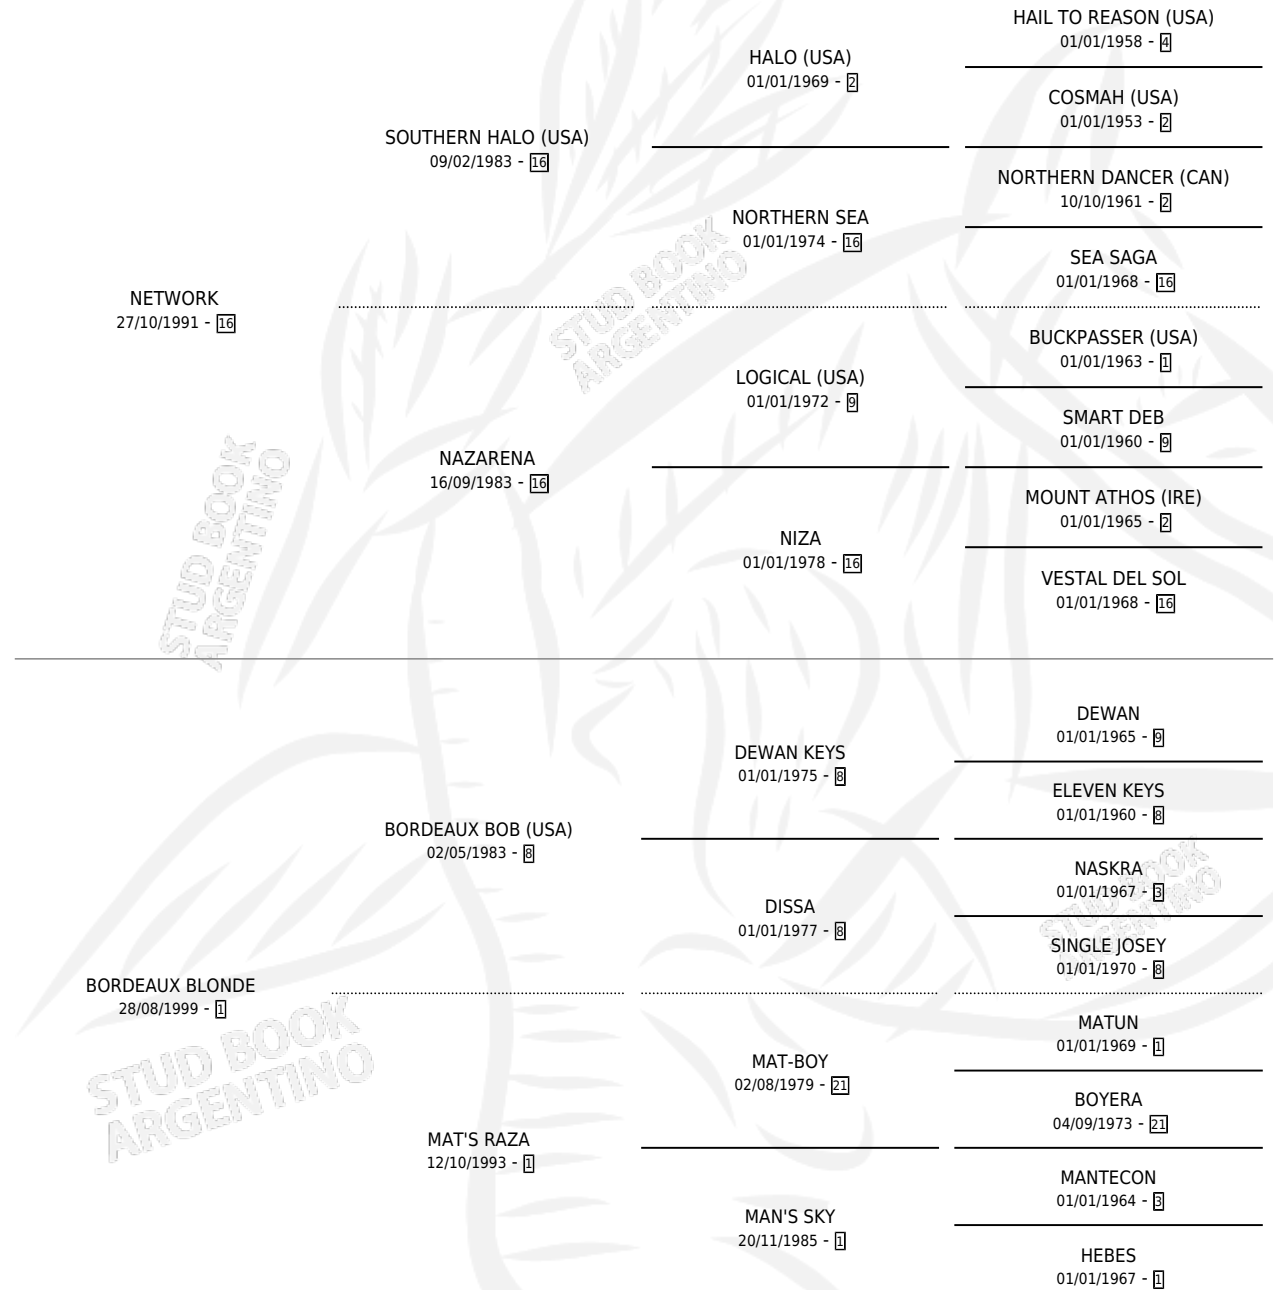 HAIL TO REASON (USA)
01/01/1958 - 4
HALO (USA)
01/01/1969 - 2
COSMAH (USA)
01/01/1953 - 2
SOUTHERN HALO (USA)
09/02/1983 - 16
NORTHERN DANCER (CAN)
10/10/1961 - 2
NORTHERN SEA
01/01/1974 - 16
SEA SAGA
01/01/1968 - 16
NETWORK
27/10/1991 - 16
BUCKPASSER (USA)
01/01/1963 - 1
LOGICAL (USA)
01/01/1972 - 9
SMART DEB
01/01/1960 - 9
NAZARENA
16/09/1983 - 16
MOUNT ATHOS (IRE)
01/01/1965 - 2
NIZA
01/01/1978 - 16
VESTAL DEL SOL
01/01/1968 - 16
STUD BOOK
ARGENTINO
STUD BOOK
ARGENTINO
DEWAN
01/01/1965 - 9
DEWAN KEYS
01/01/1975 - 8
ELEVEN KEYS
01/01/1960 - 8
BORDEAUX BOB (USA)
02/05/1983 - 8
NASKRA
01/01/1967 - 3
DISSA
01/01/1977 - 8
SINGLE JOSEY
01/01/1970 - 8
BORDEAUX BLONDE
28/08/1999 - 1
MATUN
01/01/1969 - 1
MAT-BOY
02/08/1979 - 21
BOYERA
04/09/1973 - 21
MAT'S RAZA
12/10/1993 - 1
MANTECON
01/01/1964 - 3
MAN'S SKY
20/11/1985 - 1
HEBES
01/01/1967 - 1
STUD BOOK
ARGENTINO
STUD BOOK
ARGENTINO